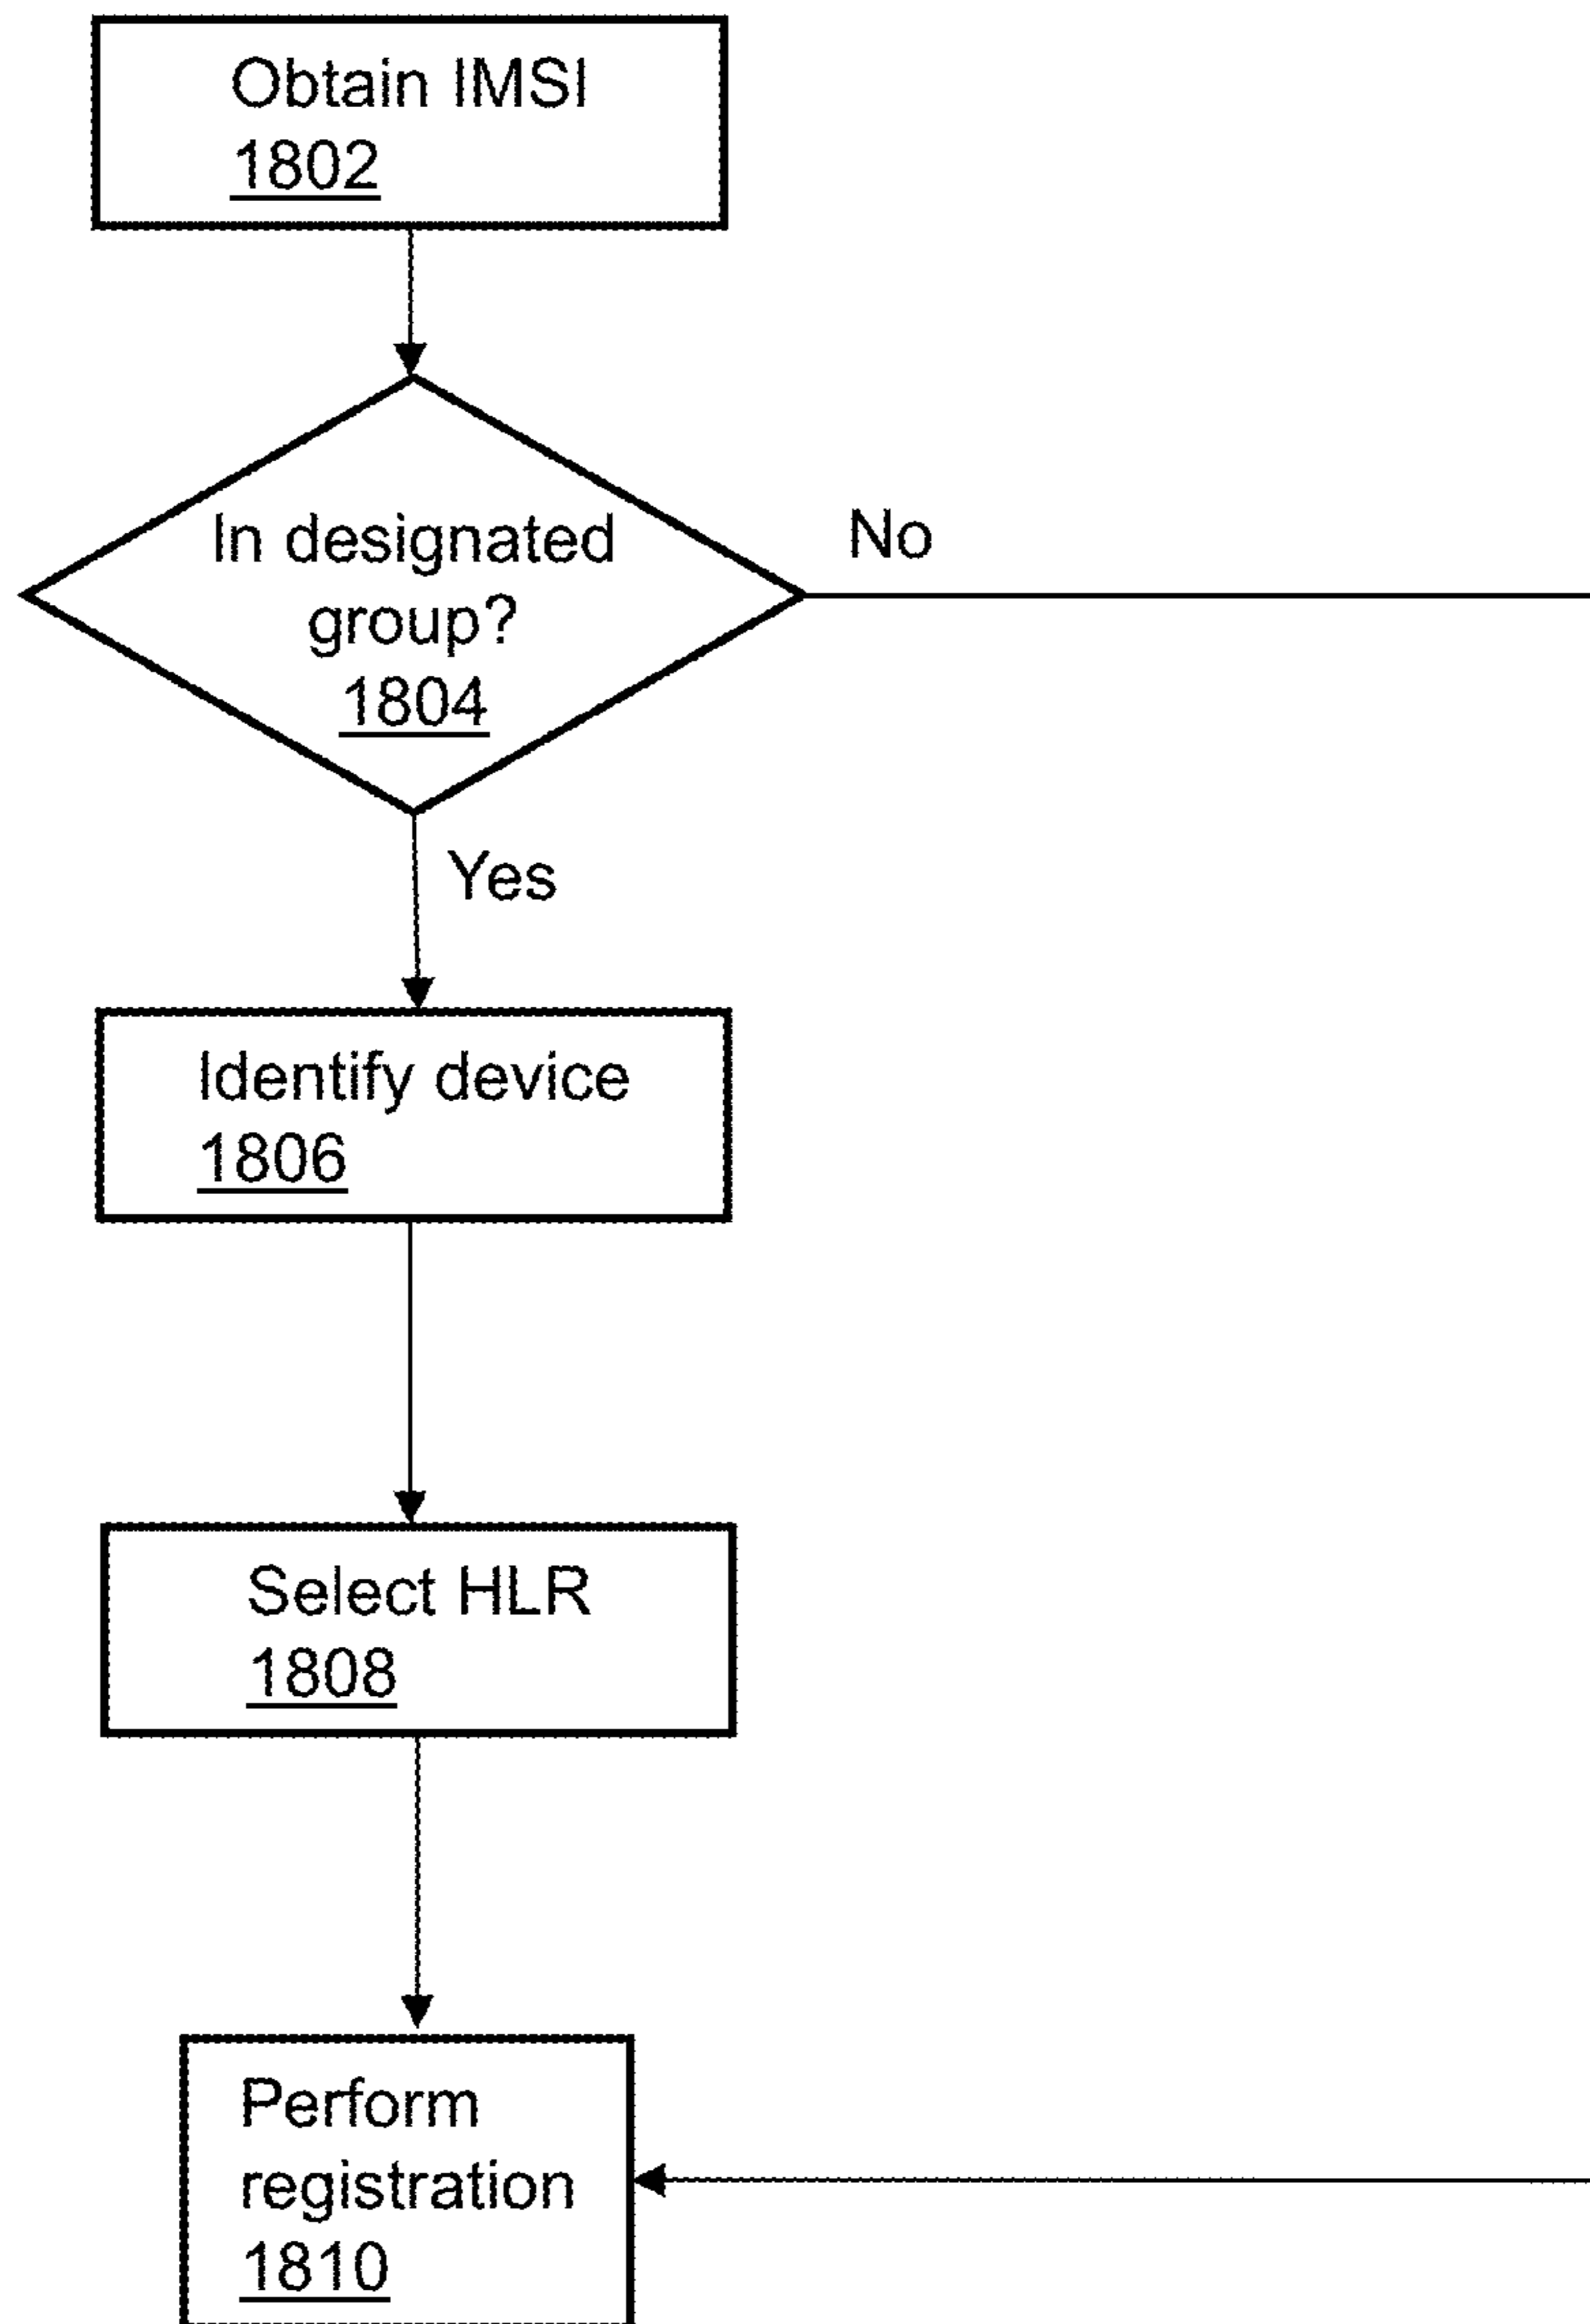 Obtain IMSI
1802
In designated
group?
1804
No
Yes
Identify device
1806
Select HLR
1808
Perform
registration
1810